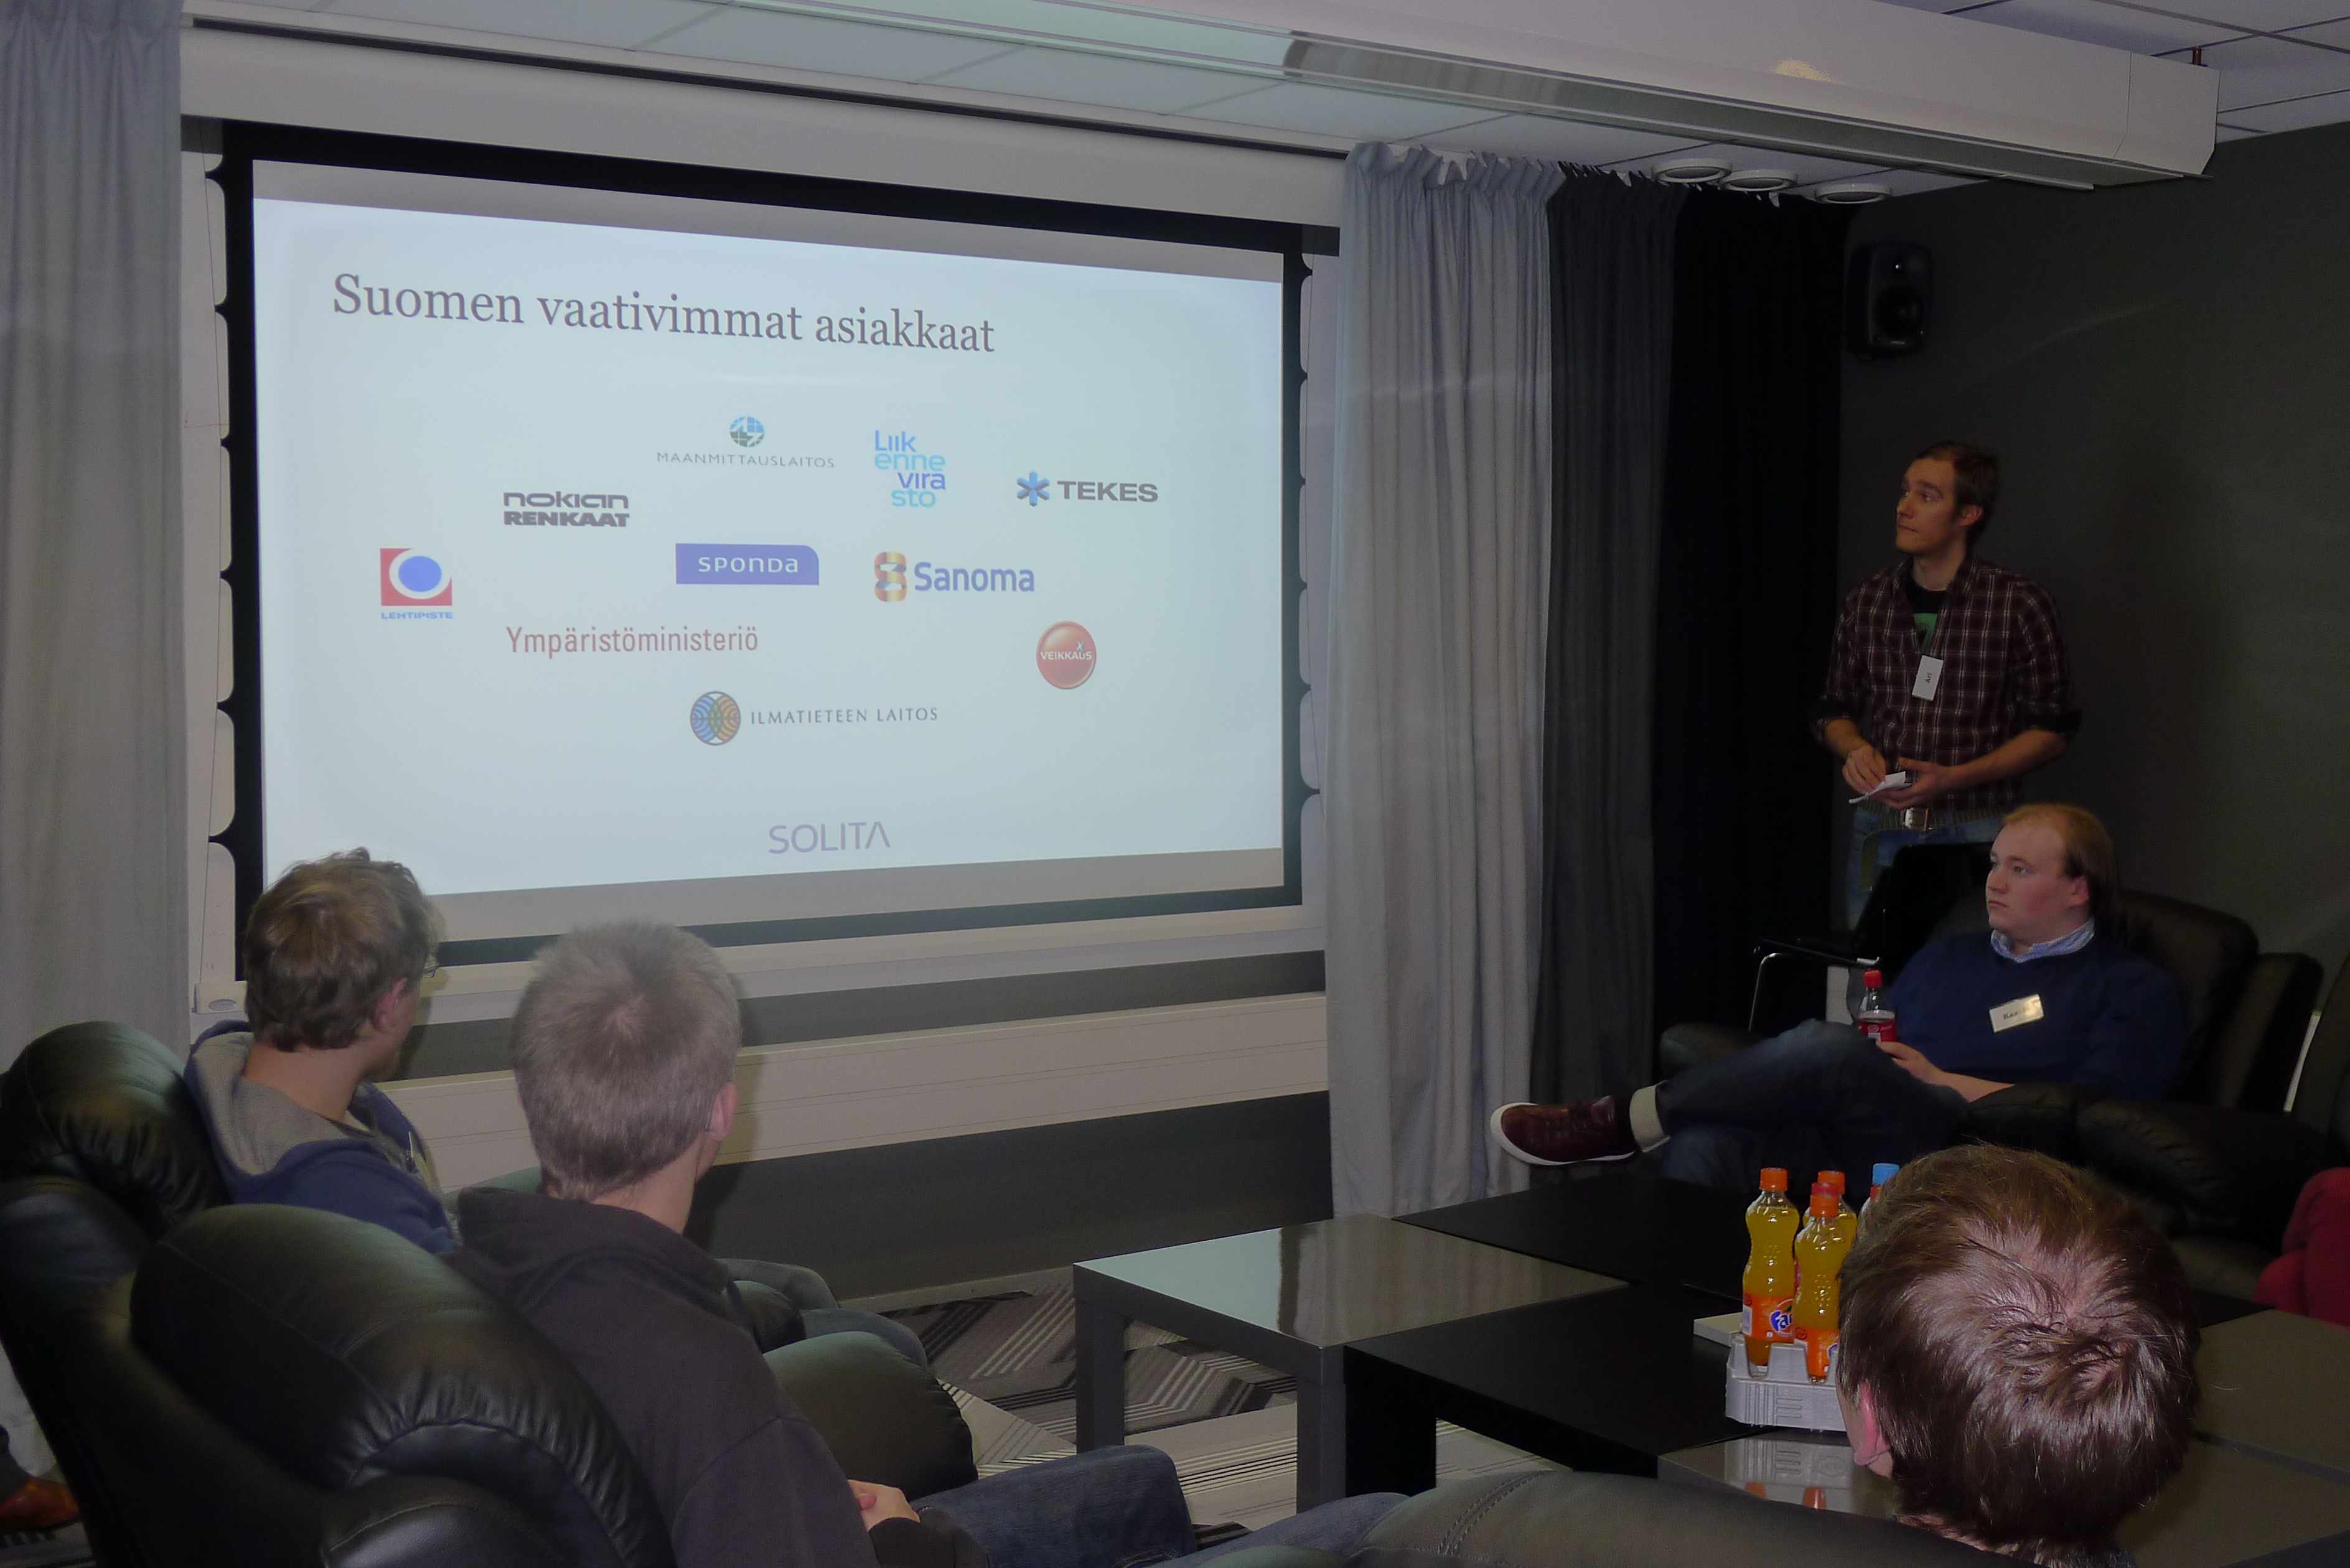 Suomen vaativimmat asiakkaat
MAANMITTAUSLAITOS
Liik
enne
vira
sto
TEKES
nokian
RENKAAT
LEHTIPISTE
SPONDA
Sanoma
Ympäristöministeriö
VEIKKAUS
ILMATIETEEN LAITOS
SOLITA
Ari